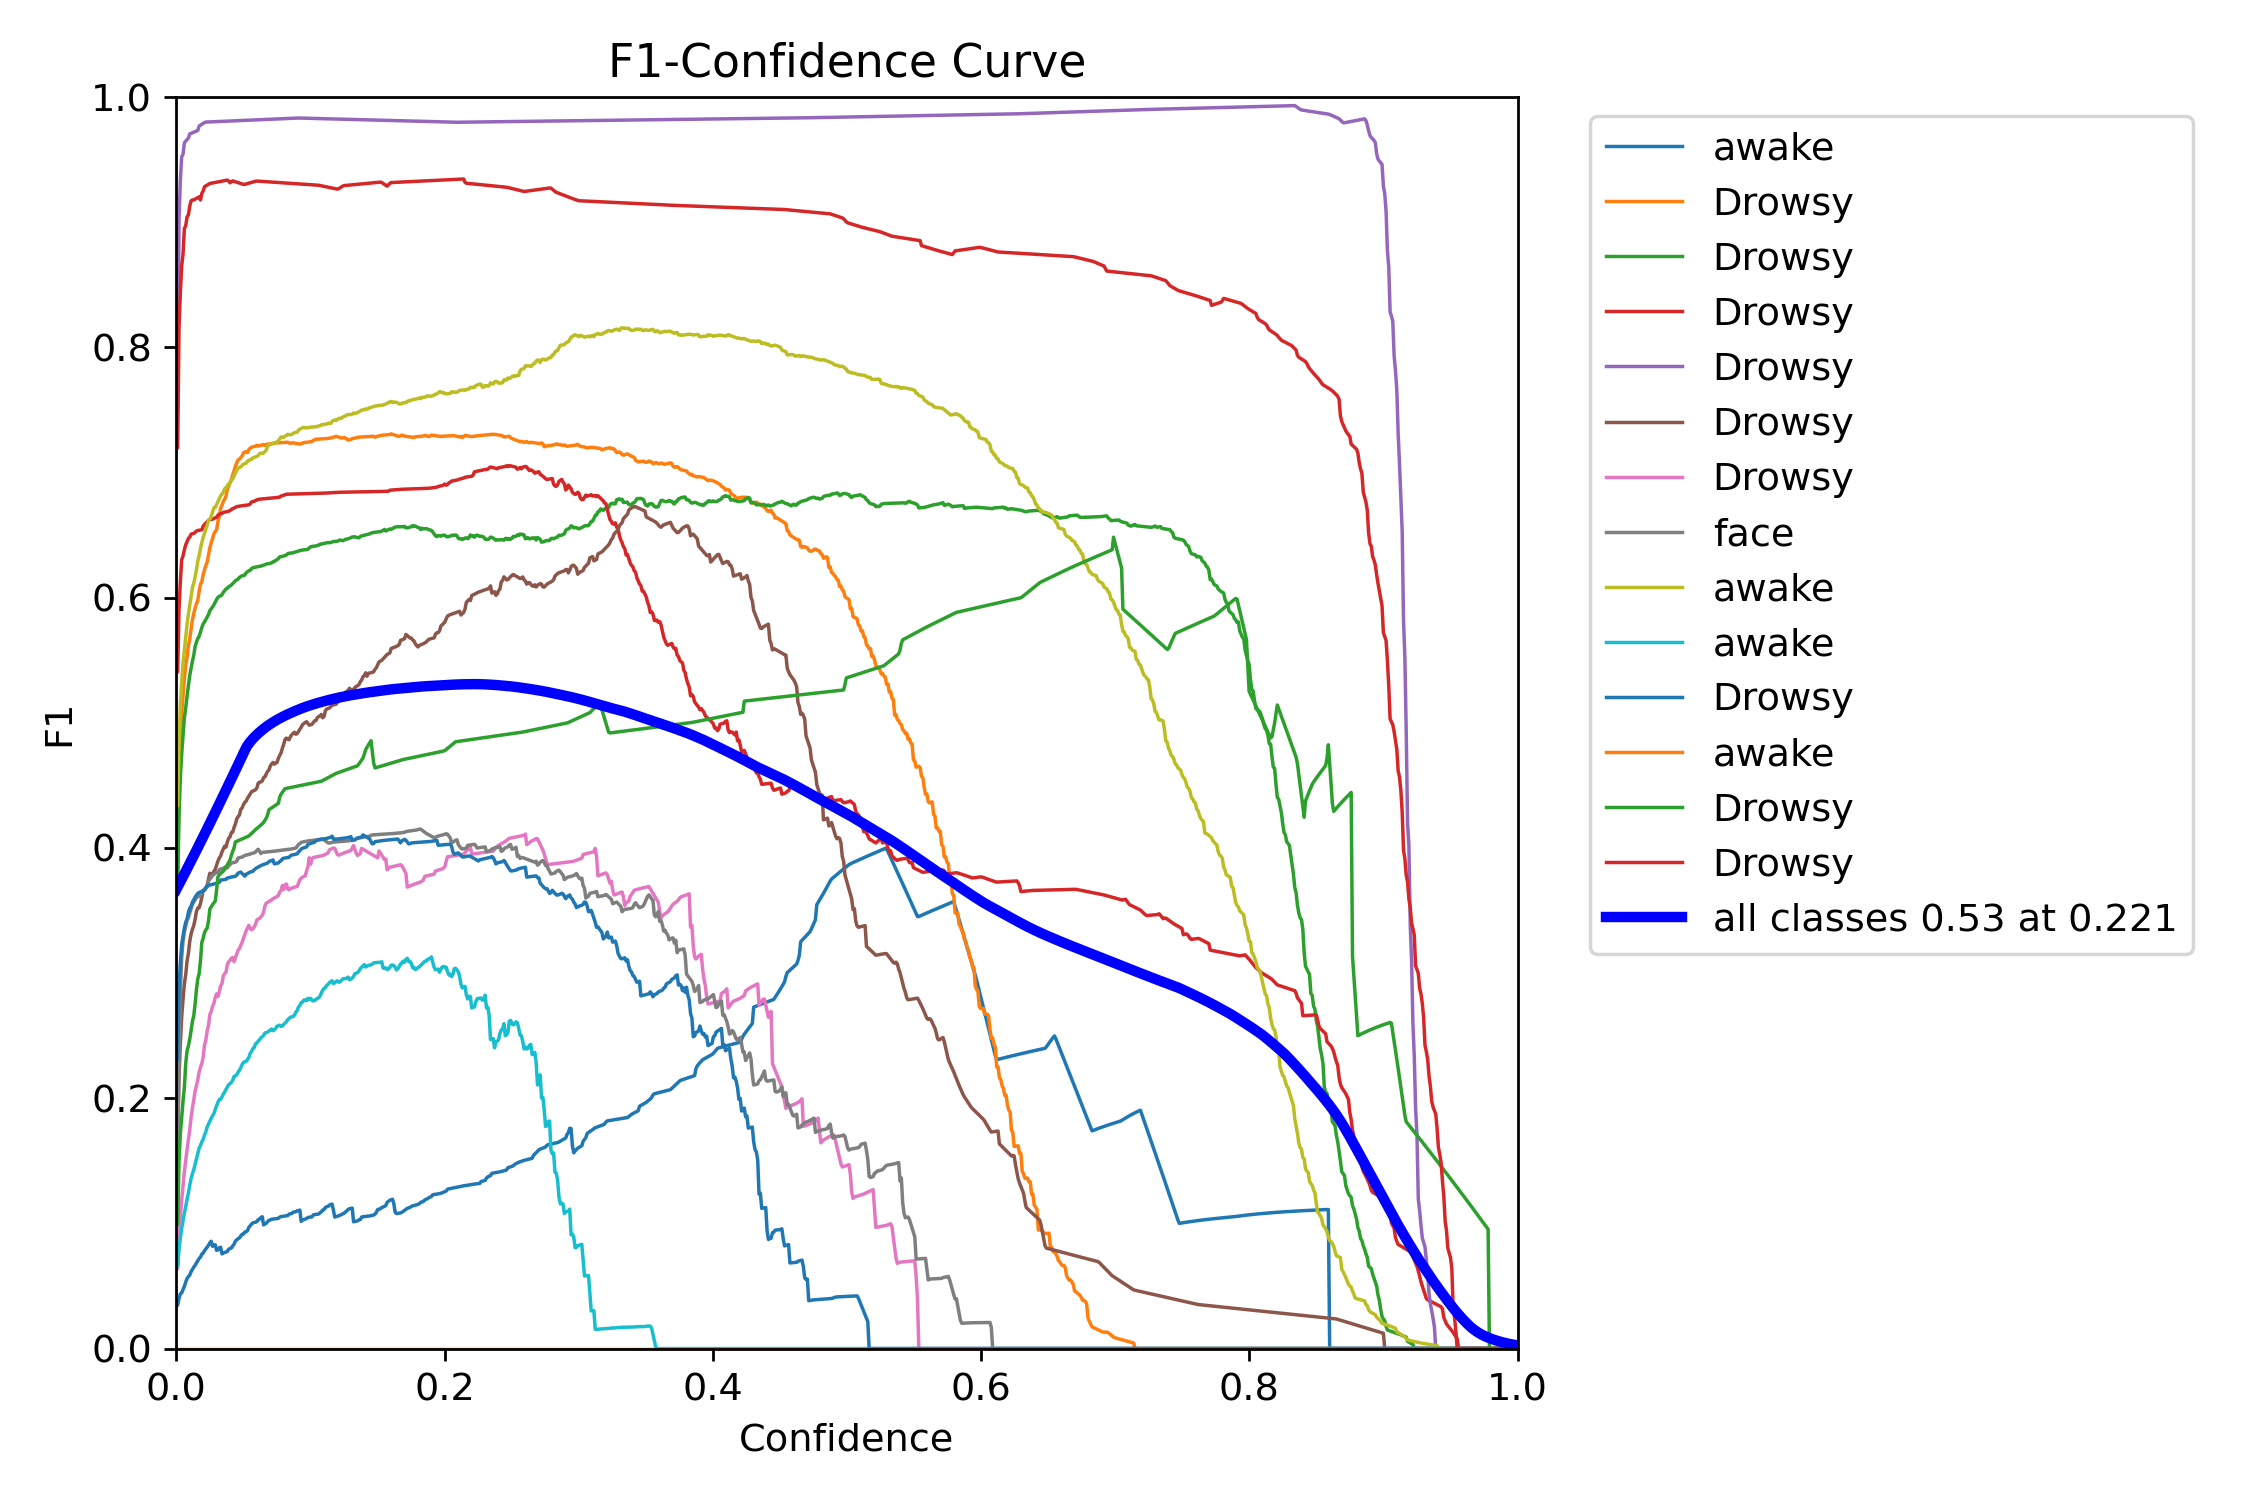 F1-Confidence Curve
1.0
0.8
0.6
0.4
0.2
0.0
F1
0.0 0.2 0.4 0.6 0.8 1.0
Confidence
awake
Drowsy
Drowsy
Drowsy
Drowsy
Drowsy
Drowsy
face
awake
awake
Drowsy
awake
Drowsy
Drowsy
all classes 0.53 at 0.221